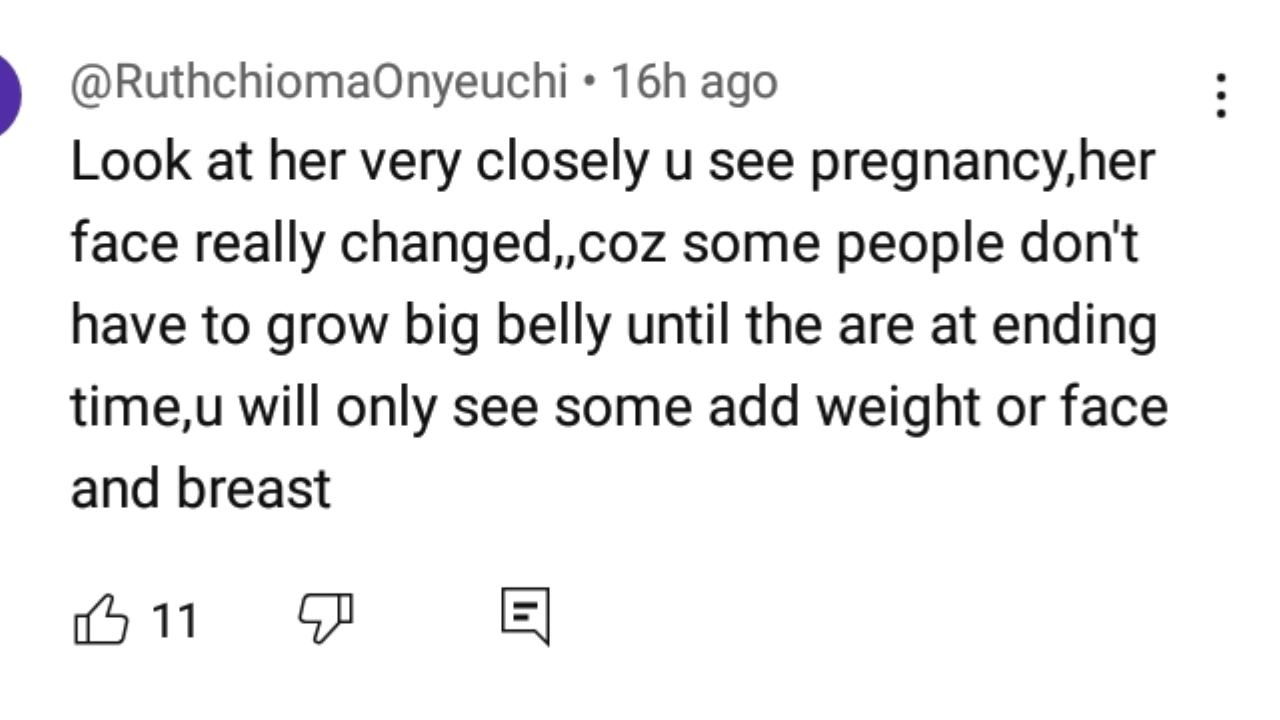 @RuthchiomaOnyeuchi • 16h ago
Look at her very closely u see pregnancy,her
face really changed,,coz some people don't
have to grow big belly until the are at ending
time,u will only see some add weight or face
and breast
11